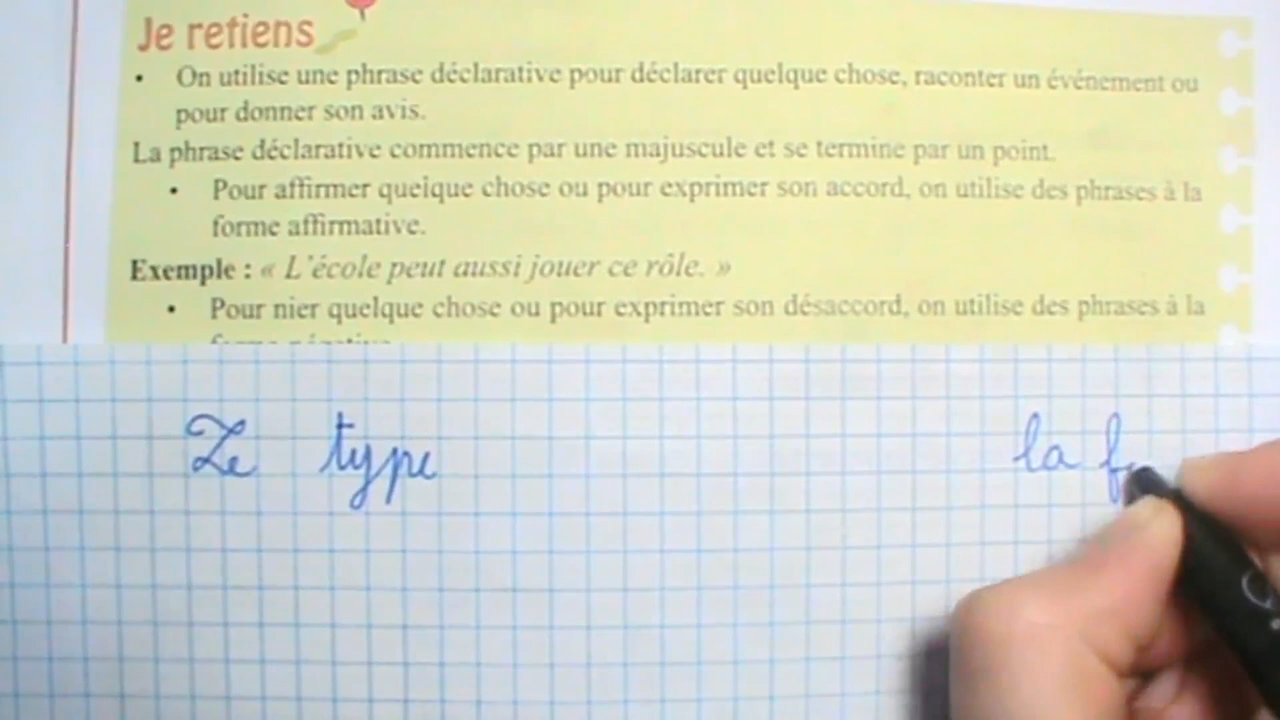 Je retiens
• On utilise une phrase déclarative pour déclarer quelque chose, raconter un événement ou
pour donner son avis.
La phrase déclarative commence par une majuscule et se termine par un point.
• Pour affirmer quelque chose ou pour exprimer son accord, on utilise des phrases à la
forme affirmative.
Exemple : « L'école peut aussi jouer ce rôle. »
• Pour nier quelque chose ou pour exprimer son désaccord, on utilise des phrases à la
Le type la